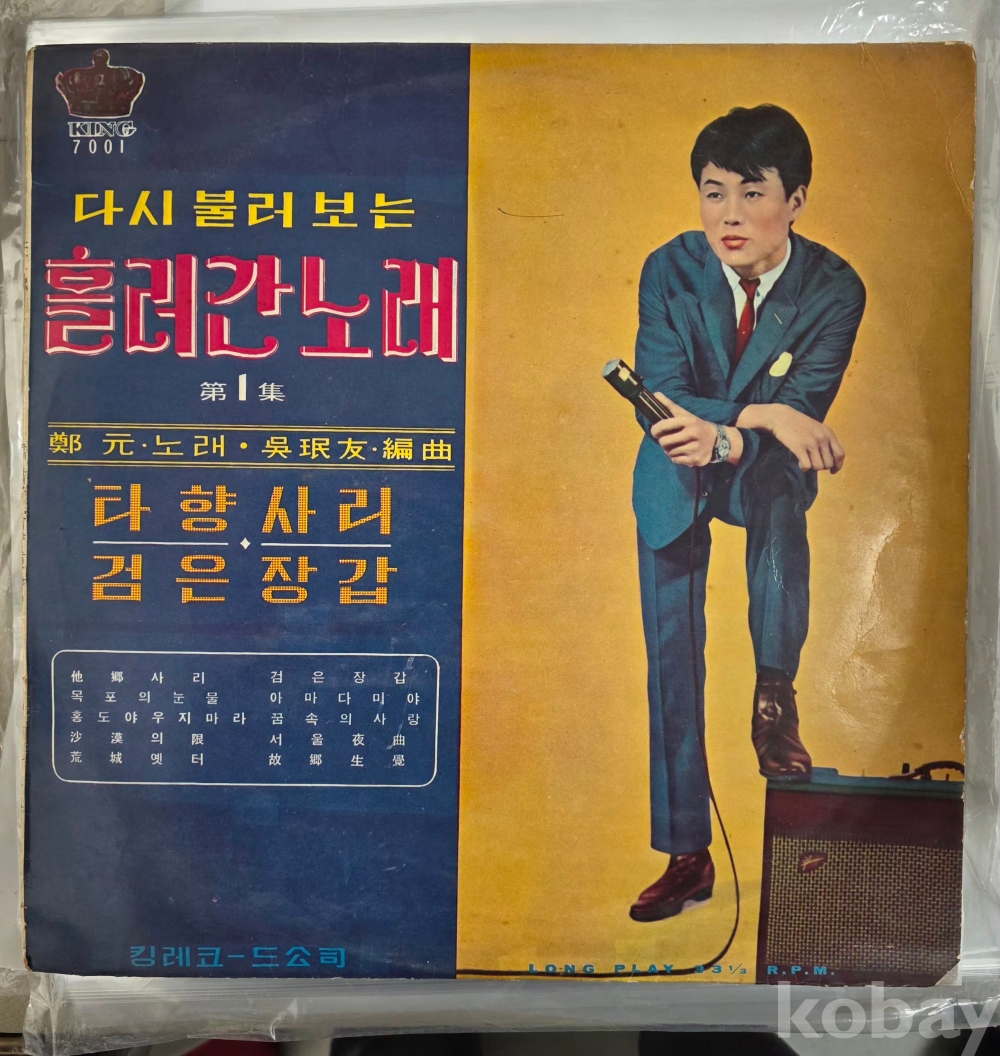 KING
7001
다시 불러 보는
흘러간 노래
第1集
鄭元·노래·吳珉友·編曲
타향사리
검은장갑
他鄕사리 검은장갑
목포의눈물 아마다미야
홍도야우지마라 꿈속의사랑
沙漠의限 서울夜曲
荒城옛터 故鄕生覺
킹레코-드公司
LONG PLAY 33⅓ R.P.M.
kobay